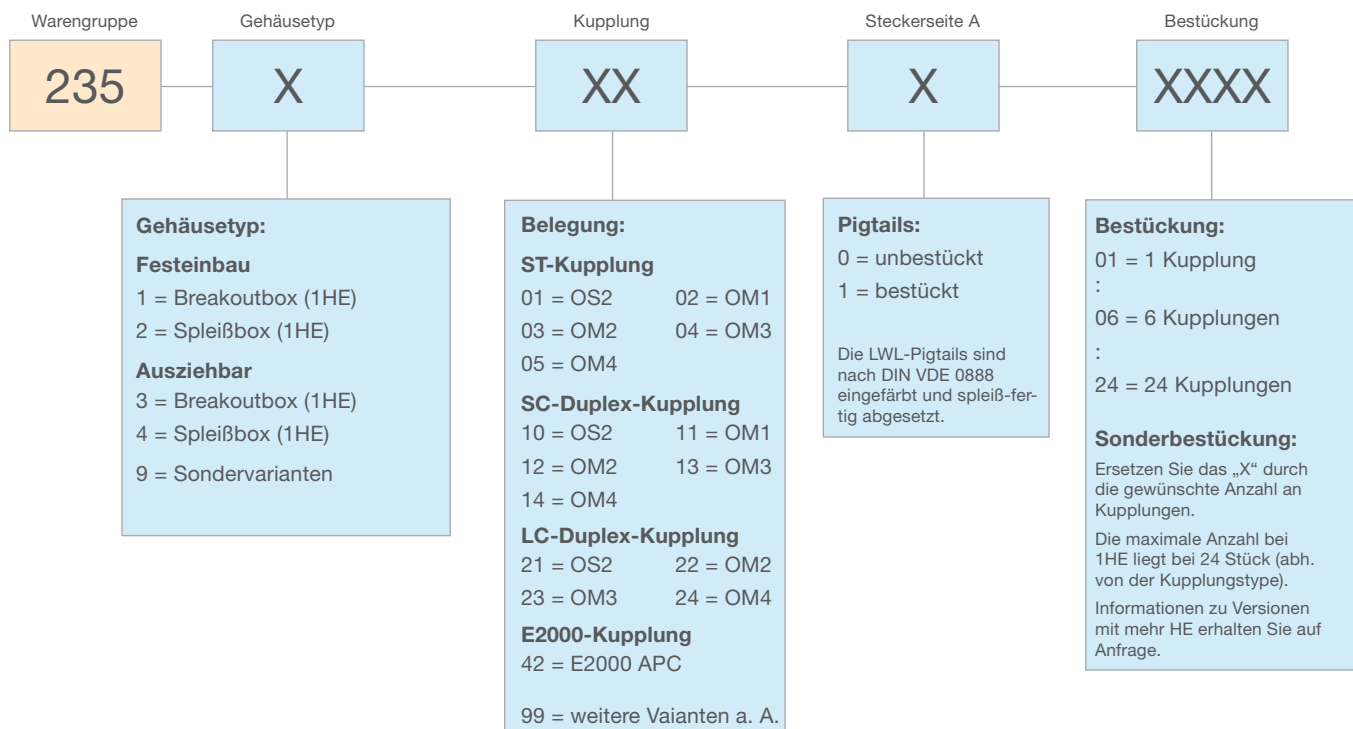 Warengruppe
Gehäusetyp
Kupplung
Steckerseite A
Bestückung
235
X
XX
X
XXXX
Gehäusetyp:
Festeinbau
1 = Breakoutbox (1HE)
2 = Spleißbox (1HE)
Ausziehbar
3 = Breakoutbox (1HE)
4 = Spleißbox (1HE)
9 = Sondervarianten
Belegung:
ST-Kupplung
01 = OS2 02 = OM1
03 = OM2 04 = OM3
05 = OM4
SC-Duplex-Kupplung
10 = OS2 11 = OM1
12 = OM2 13 = OM3
14 = OM4
LC-Duplex-Kupplung
21 = OS2 22 = OM2
23 = OM3 24 = OM4
E2000-Kupplung
42 = E2000 APC
99 = weitere Vaianten a. A.
Pigtails:
0 = unbestückt
1 = bestückt
Die LWL-Pigtails sind
nach DIN VDE 0888
eingefärbt und spleiß-fer-
tig abgesetzt.
Bestückung:
01 = 1 Kupplung
:
06 = 6 Kupplungen
:
24 = 24 Kupplungen
Sonderbestückung:
Ersetzen Sie das „X“ durch
die gewünschte Anzahl an
Kupplungen.
Die maximale Anzahl bei
1HE liegt bei 24 Stück (abh.
von der Kupplungstype).
Informationen zu Versionen
mit mehr HE erhalten Sie auf
Anfrage.